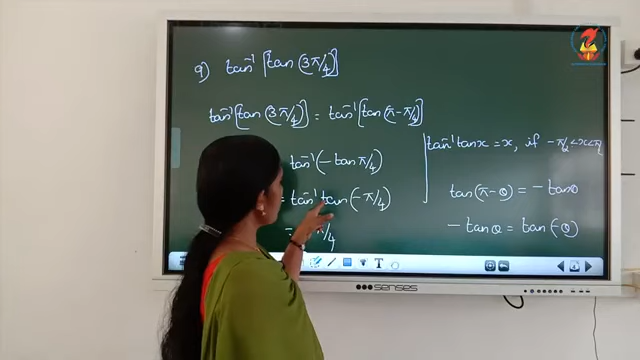 9) tan⁻¹ [tan (3π/4)]
tan⁻¹[tan (3π/4)] = tan⁻¹[tan (π-π/4)]
tan⁻¹(-tan π/4)
= tan⁻¹ tan (-π/4)
= π/4
tan⁻¹ tan x = x, if -π/2 < x < π/2
tan (π-θ) = - tan θ
- tan θ = tan (-θ)
T
senses